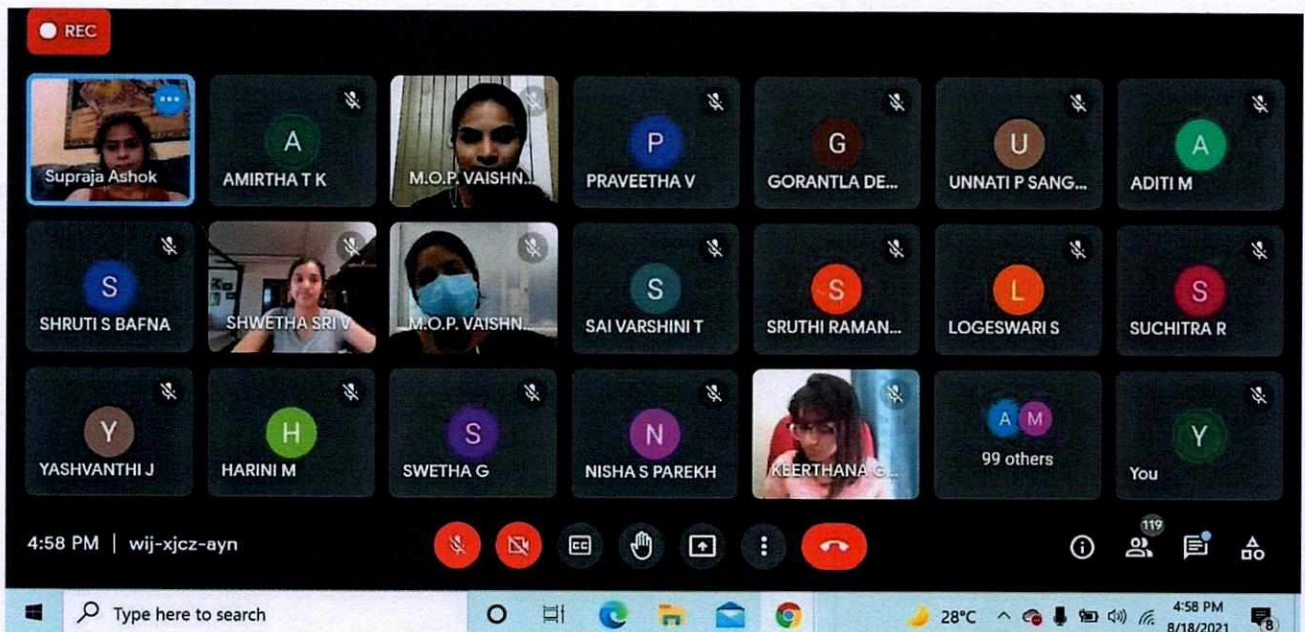 REC
A P G U A
Supraja Ashok AMIRTHA T K M.O.P. VAISHN... PRAVEETHA V GORANTLA DE... UNNATI P SANG... ADITI M
S S S L S
SHRUTI S BAFNA SHWETHA SRI V M.O.P. VAISHN... SAI VARSHINI T SRUTHI RAMAN... LOGESWARI S SUCHITRA R
Y H S N A M Y
YASHVANTHI J HARINI M SWETHA G NISHA S PAREKH KEERTHANA G... 99 others You
4:58 PM | wij-xjcz-ayn CC 119
Type here to search 28°C 4:58 PM
8/18/2021 8